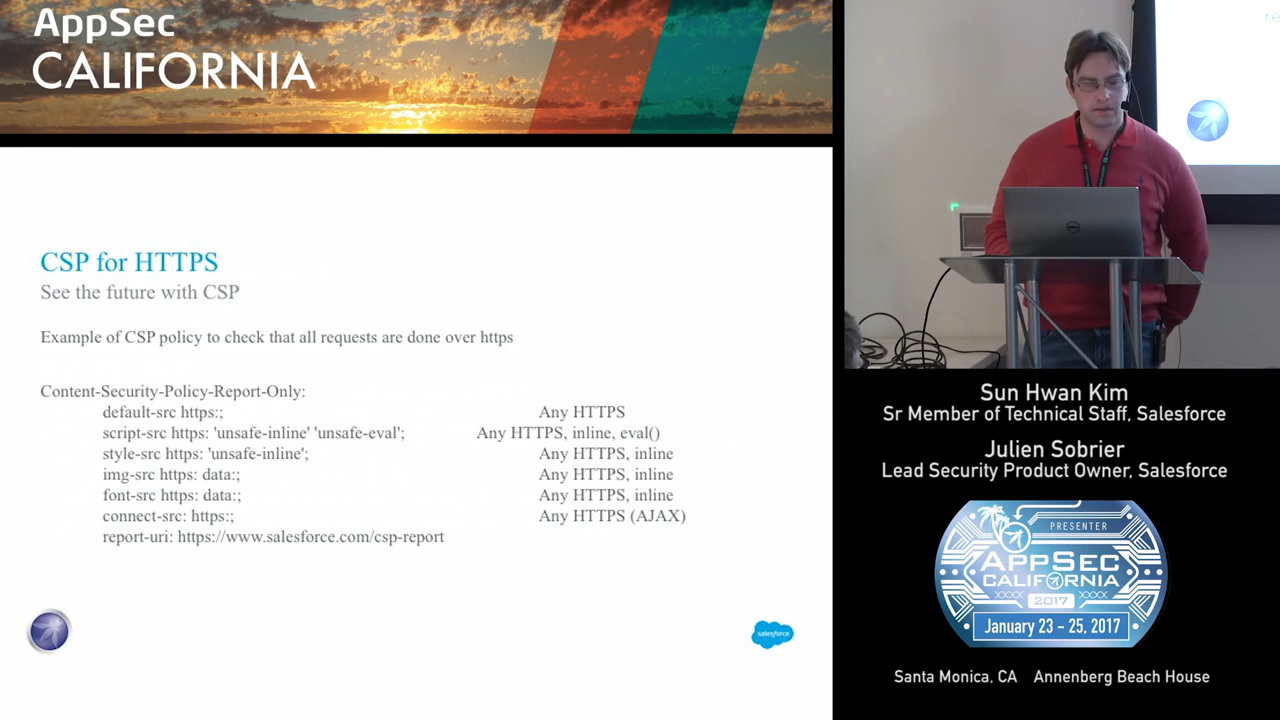 AppSec
CALIFORNIA
CSP for HTTPS
See the future with CSP
Example of CSP policy to check that all requests are done over https
Content-Security-Policy-Report-Only:
default-src https:; Any HTTPS
script-src https: 'unsafe-inline' 'unsafe-eval'; Any HTTPS, inline, eval()
style-src https: 'unsafe-inline'; Any HTTPS, inline
img-src https: data:; Any HTTPS, inline
font-src https: data:; Any HTTPS, inline
connect-src: https:; Any HTTPS (AJAX)
report-uri: https://www.salesforce.com/csp-report
salesforce
Sun Hwan Kim
Sr Member of Technical Staff, Salesforce
Julien Sobrier
Lead Security Product Owner, Salesforce
PRESENTER
APPSEC
CALIFORNIA
2017
January 23 - 25, 2017
Santa Monica, CA Annenberg Beach House